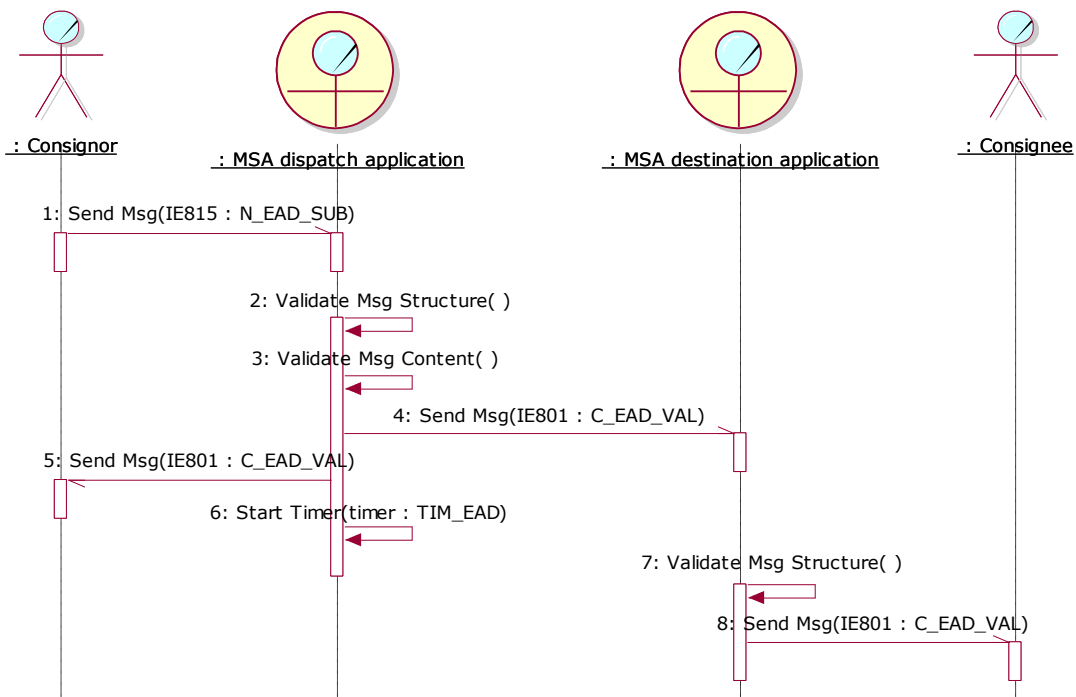 : Consignor
: MSA dispatch application
: MSA destination application
: Consignee
1: Send Msg(IE815 : N_EAD_SUB)
2: Validate Msg Structure( )
3: Validate Msg Content( )
4: Send Msg(IE801 : C_EAD_VAL)
5: Send Msg(IE801 : C_EAD_VAL)
6: Start Timer(timer : TIM_EAD)
7: Validate Msg Structure( )
8: Send Msg(IE801 : C_EAD_VAL)